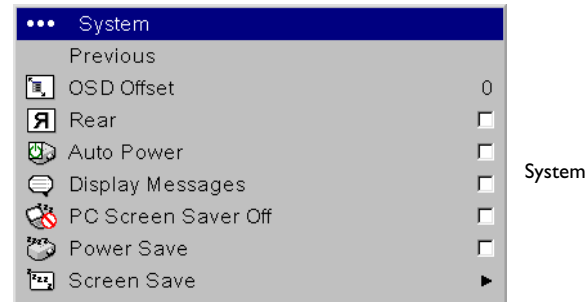 ••• System
Previous
OSD Offset 0
Rear
Auto Power
Display Messages
PC Screen Saver Off
Power Save
Screen Save
System